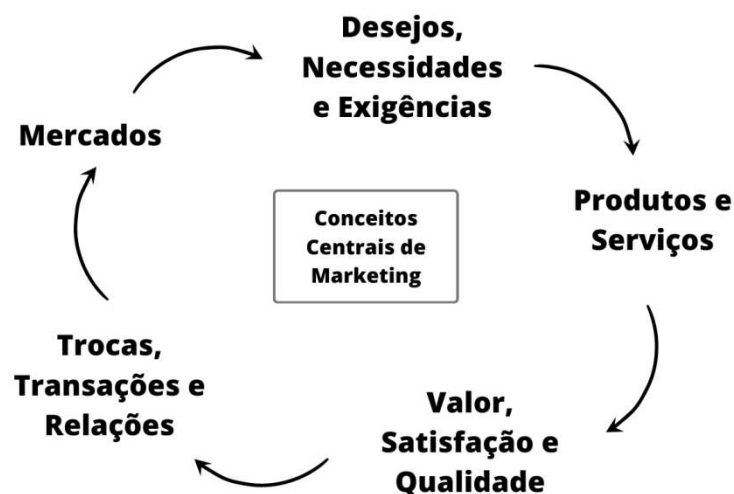 Desejos,
Necessidades
e Exigências
Produtos e
Serviços
Valor,
Satisfação e
Qualidade
Trocas,
Transações e
Relações
Mercados
Conceitos
Centrais de
Marketing